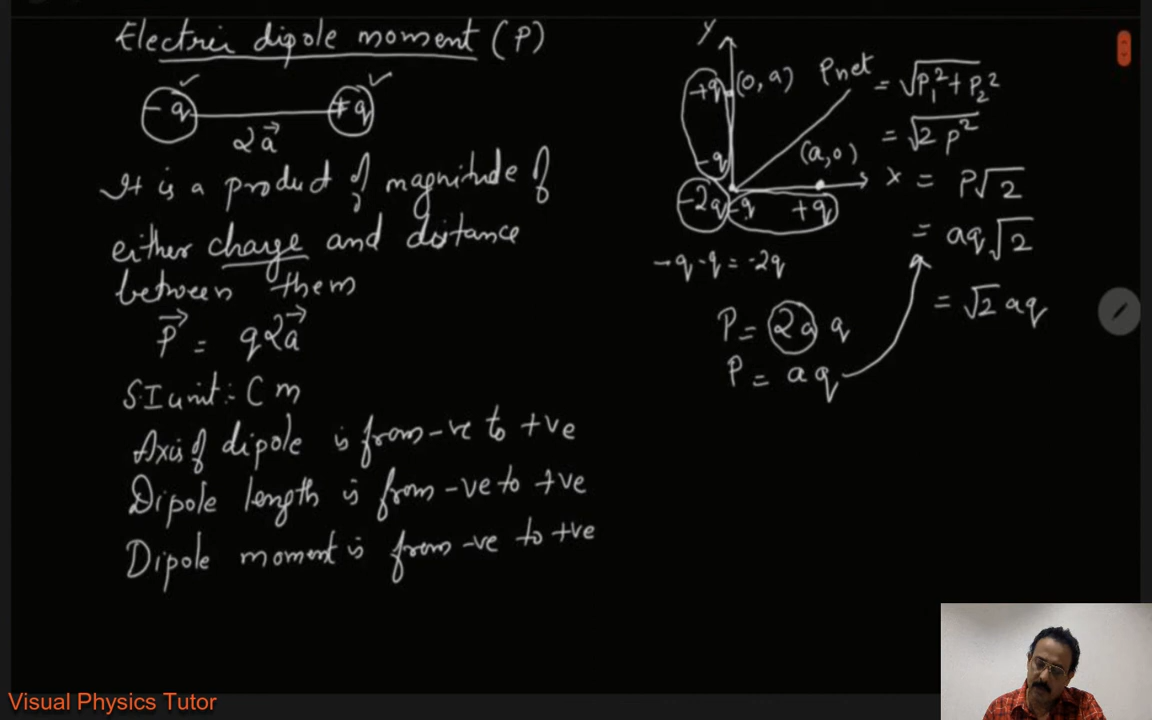 Electric dipole moment (P)
-q +q
2a⃗
It is a product of magnitude of
either charge and distance
between them
P⃗ = q2a⃗
S.I unit:- C m
Axis of dipole is from -ve to +ve
Dipole length is from -ve to +ve
Dipole moment is from -ve to +ve
Y
+q (0, a) Pnet = √P₁² + P₂²
= √2 p²
-q (a, 0)
X = P√2
-2q -q +q
= aq√2
-q -q = -2q
= √2 aq
P = 2a q
P = a q
Visual Physics Tutor